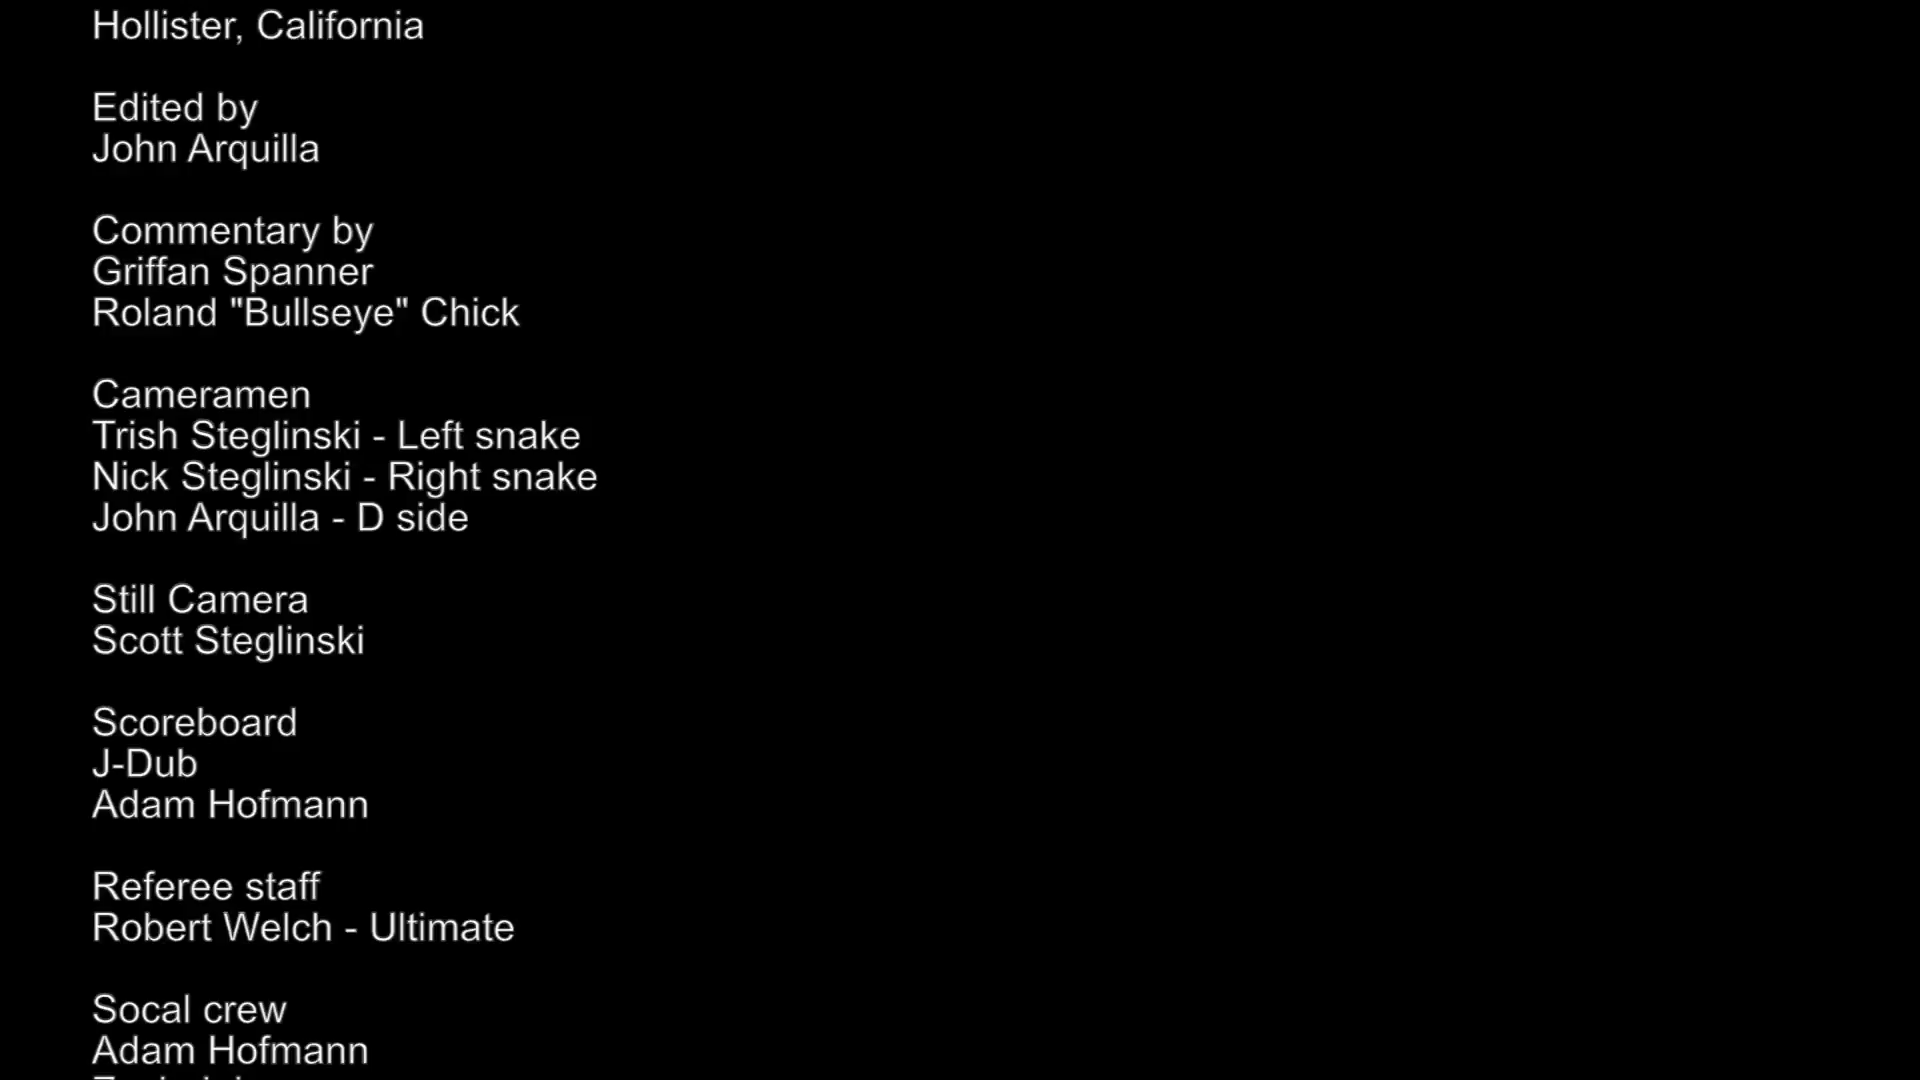 Hollister, California
Edited by
John Arquilla
Commentary by
Griffan Spanner
Roland "Bullseye" Chick
Cameramen
Trish Steglinski - Left snake
Nick Steglinski - Right snake
John Arquilla - D side
Still Camera
Scott Steglinski
Scoreboard
J-Dub
Adam Hofmann
Referee staff
Robert Welch - Ultimate
Socal crew
Adam Hofmann